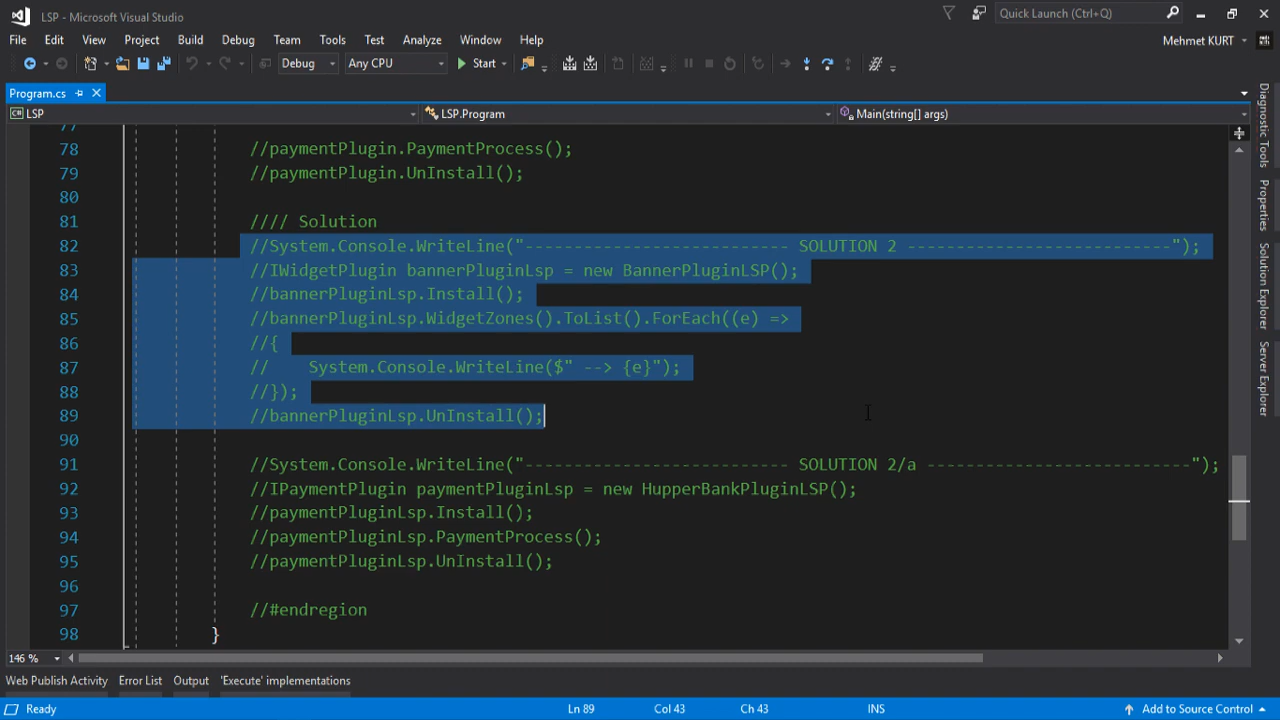 LSP - Microsoft Visual Studio
Quick Launch (Ctrl+Q)
File Edit View Project Build Debug Team Tools Test Analyze Window Help
Mehmet KURT
Debug Any CPU Start
Program.cs
LSP LSP.Program Main(string[] args)
77
78 //paymentPlugin.PaymentProcess();
79 //paymentPlugin.UnInstall();
80
81 //// Solution
82 //System.Console.WriteLine("--------------------------- SOLUTION 2 ---------------------------");
83 //IWidgetPlugin bannerPluginLsp = new BannerPluginLSP();
84 //bannerPluginLsp.Install();
85 //bannerPluginLsp.WidgetZones().ToList().ForEach((e) =>
86 //{
87 //    System.Console.WriteLine($" --> {e}");
88 //});
89 //bannerPluginLsp.UnInstall();
90
91 //System.Console.WriteLine("--------------------------- SOLUTION 2/a ---------------------------");
92 //IPaymentPlugin paymentPluginLsp = new HupperBankPluginLSP();
93 //paymentPluginLsp.Install();
94 //paymentPluginLsp.PaymentProcess();
95 //paymentPluginLsp.UnInstall();
96
97 //#endregion
98 }
Diagnostic Tools
Properties
Solution Explorer
Server Explorer
146 %
Web Publish Activity Error List Output 'Execute' implementations
Ready Ln 89 Col 43 Ch 43 INS Add to Source Control